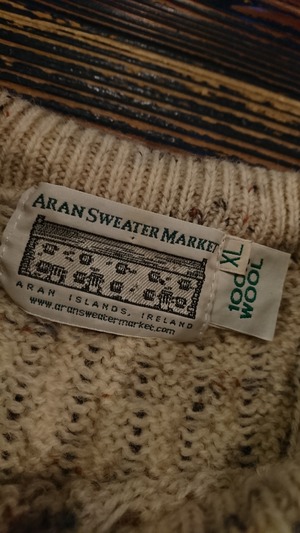 ARAN SWEATER MARKET
ARAN ISLANDS, IRELAND
www.aransweatermarket.com
XL
100
WOOL